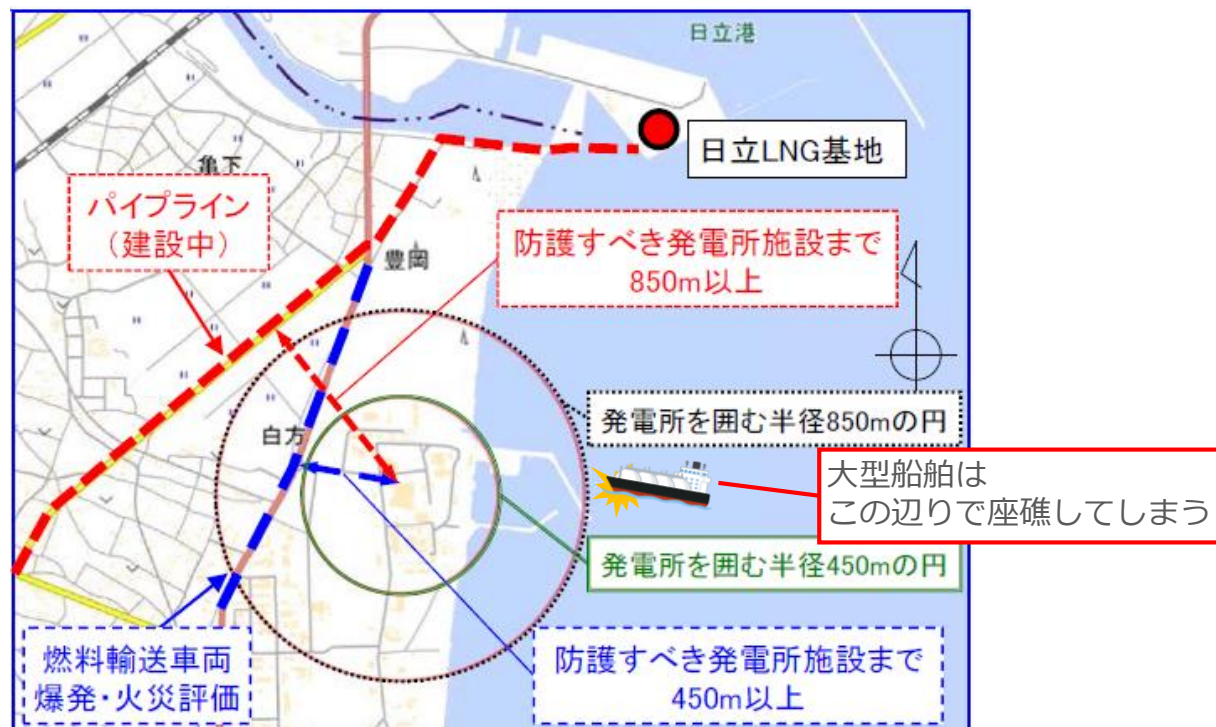 日立港
日立LNG基地
亀下
パイプライン
（建設中）
豊岡
防護すべき発電所施設まで
850m以上
発電所を囲む半径850mの円
白方
大型船舶は
この辺りで座礁してしまう
発電所を囲む半径450mの円
燃料輸送車両
爆発・火災評価
防護すべき発電所施設まで
450m以上